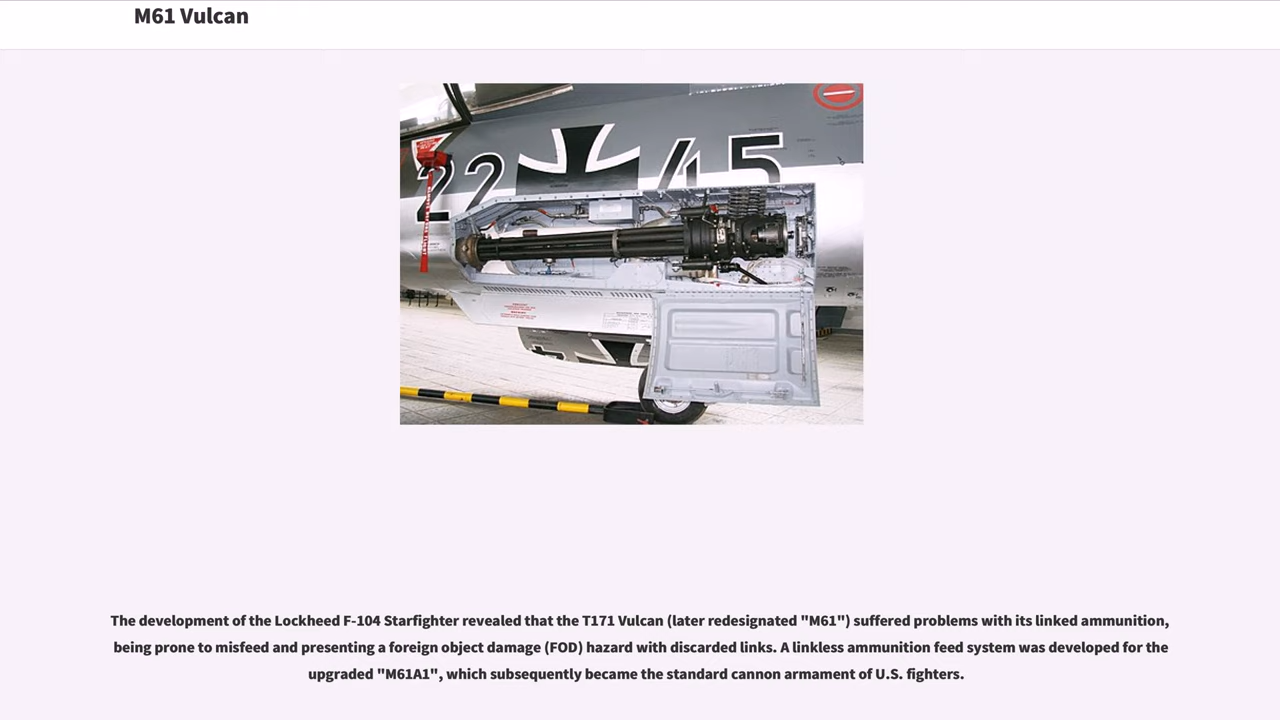 M61 Vulcan
22 45
The development of the Lockheed F-104 Starfighter revealed that the T171 Vulcan (later redesignated "M61") suffered problems with its linked ammunition,
being prone to misfeed and presenting a foreign object damage (FOD) hazard with discarded links. A linkless ammunition feed system was developed for the
upgraded "M61A1", which subsequently became the standard cannon armament of U.S. fighters.